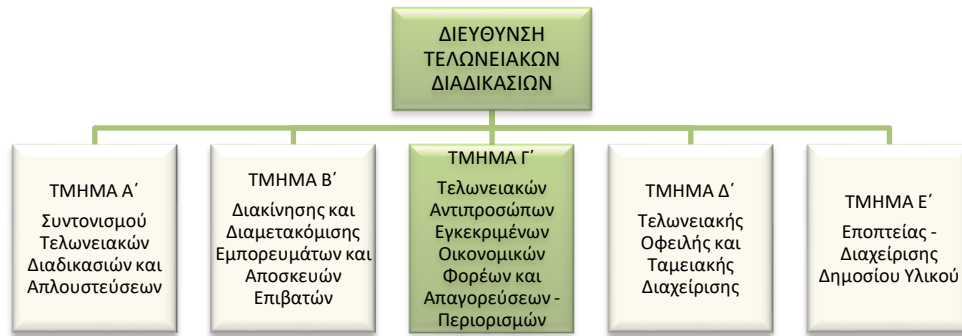 ΔΙΕΥΘΥΝΣΗ
ΤΕΛΩΝΕΙΑΚΩΝ
ΔΙΑΔΙΚΑΣΙΩΝ
ΤΜΗΜΑ Α΄
Συντονισμού
Τελωνειακών
Διαδικασιών και
Απλουστεύσεων
ΤΜΗΜΑ Β΄
Διακίνησης και
Διαμετακόμισης
Εμπορευμάτων και
Αποσκευών
Επιβατών
ΤΜΗΜΑ Γ΄
Τελωνειακών
Αντιπροσώπων
Εγκεκριμένων
Οικονομικών
Φορέων και
Απαγορεύσεων -
Περιορισμών
ΤΜΗΜΑ Δ΄
Τελωνειακής
Οφειλής και
Ταμειακής
Διαχείρισης
ΤΜΗΜΑ Ε΄
Εποπτείας -
Διαχείρισης
Δημοσίου Υλικού